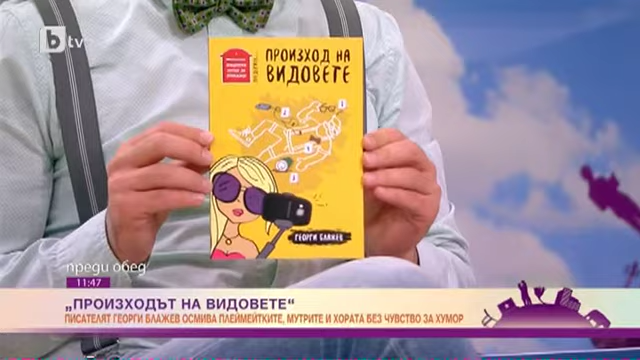 btv
ПРОИЗХОД НА
ВИДОВЕТЕ
ГЕОРГИ БЛАЖЕВ
преди обед
11:47
„ПРОИЗХОДЪТ НА ВИДОВЕТЕ“
ПИСАТЕЛЯТ ГЕОРГИ БЛАЖЕВ ОСМИВА ПЛЕЙМЕЙТКИТЕ, МУТРИТЕ И ХОРАТА БЕЗ ЧУВСТВО ЗА ХУМОР